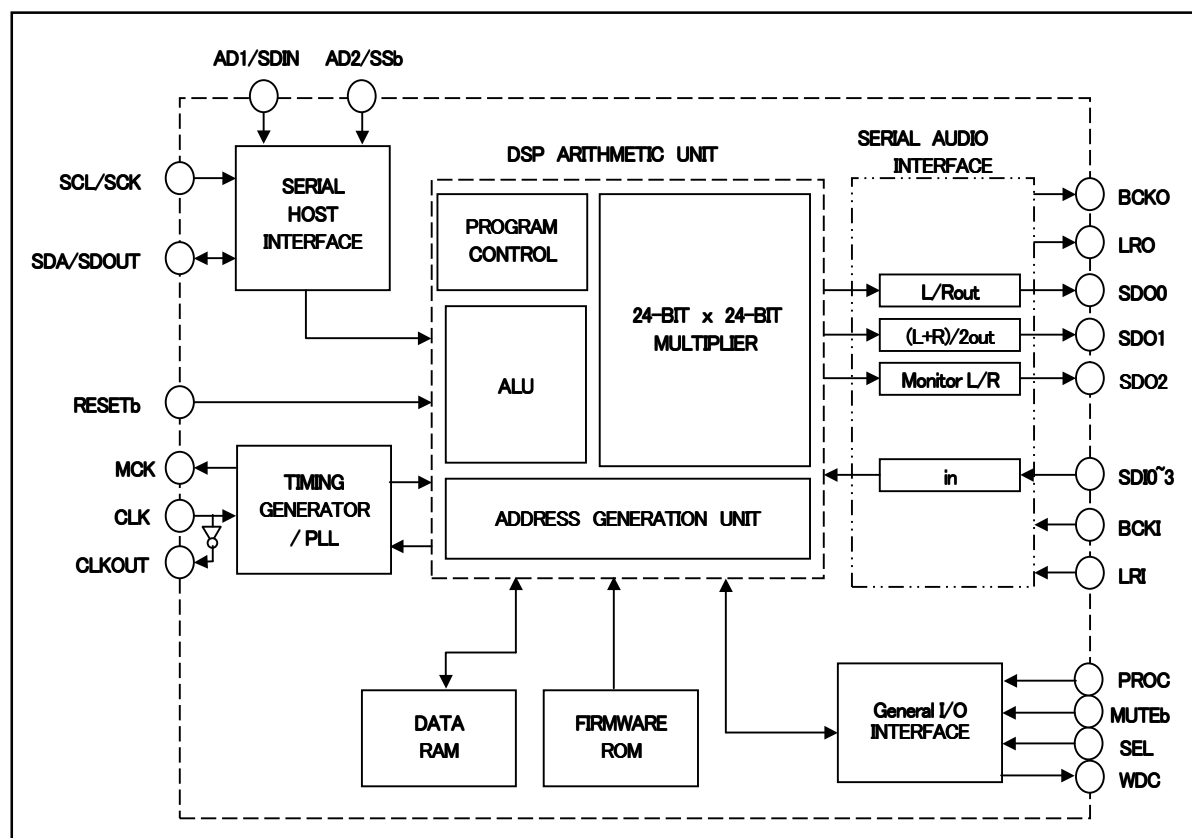 AD1/SDIN
AD2/SSb
SCL/SCK
SDA/SDOUT
RESETb
MCK
CLK
CLKOUT
SERIAL
HOST
INTERFACE
TIMING
GENERATOR
/ PLL
DSP ARITHMETIC UNIT
PROGRAM
CONTROL
ALU
24-BIT x 24-BIT
MULTIPLIER
ADDRESS GENERATION UNIT
SERIAL AUDIO
INTERFACE
L/Rout
(L+R)/2out
Monitor L/R
in
BCKO
LRO
SDO0
SDO1
SDO2
SDI0~3
BCKI
LRI
DATA
RAM
FIRMWARE
ROM
General I/O
INTERFACE
PROC
MUTEb
SEL
WDC